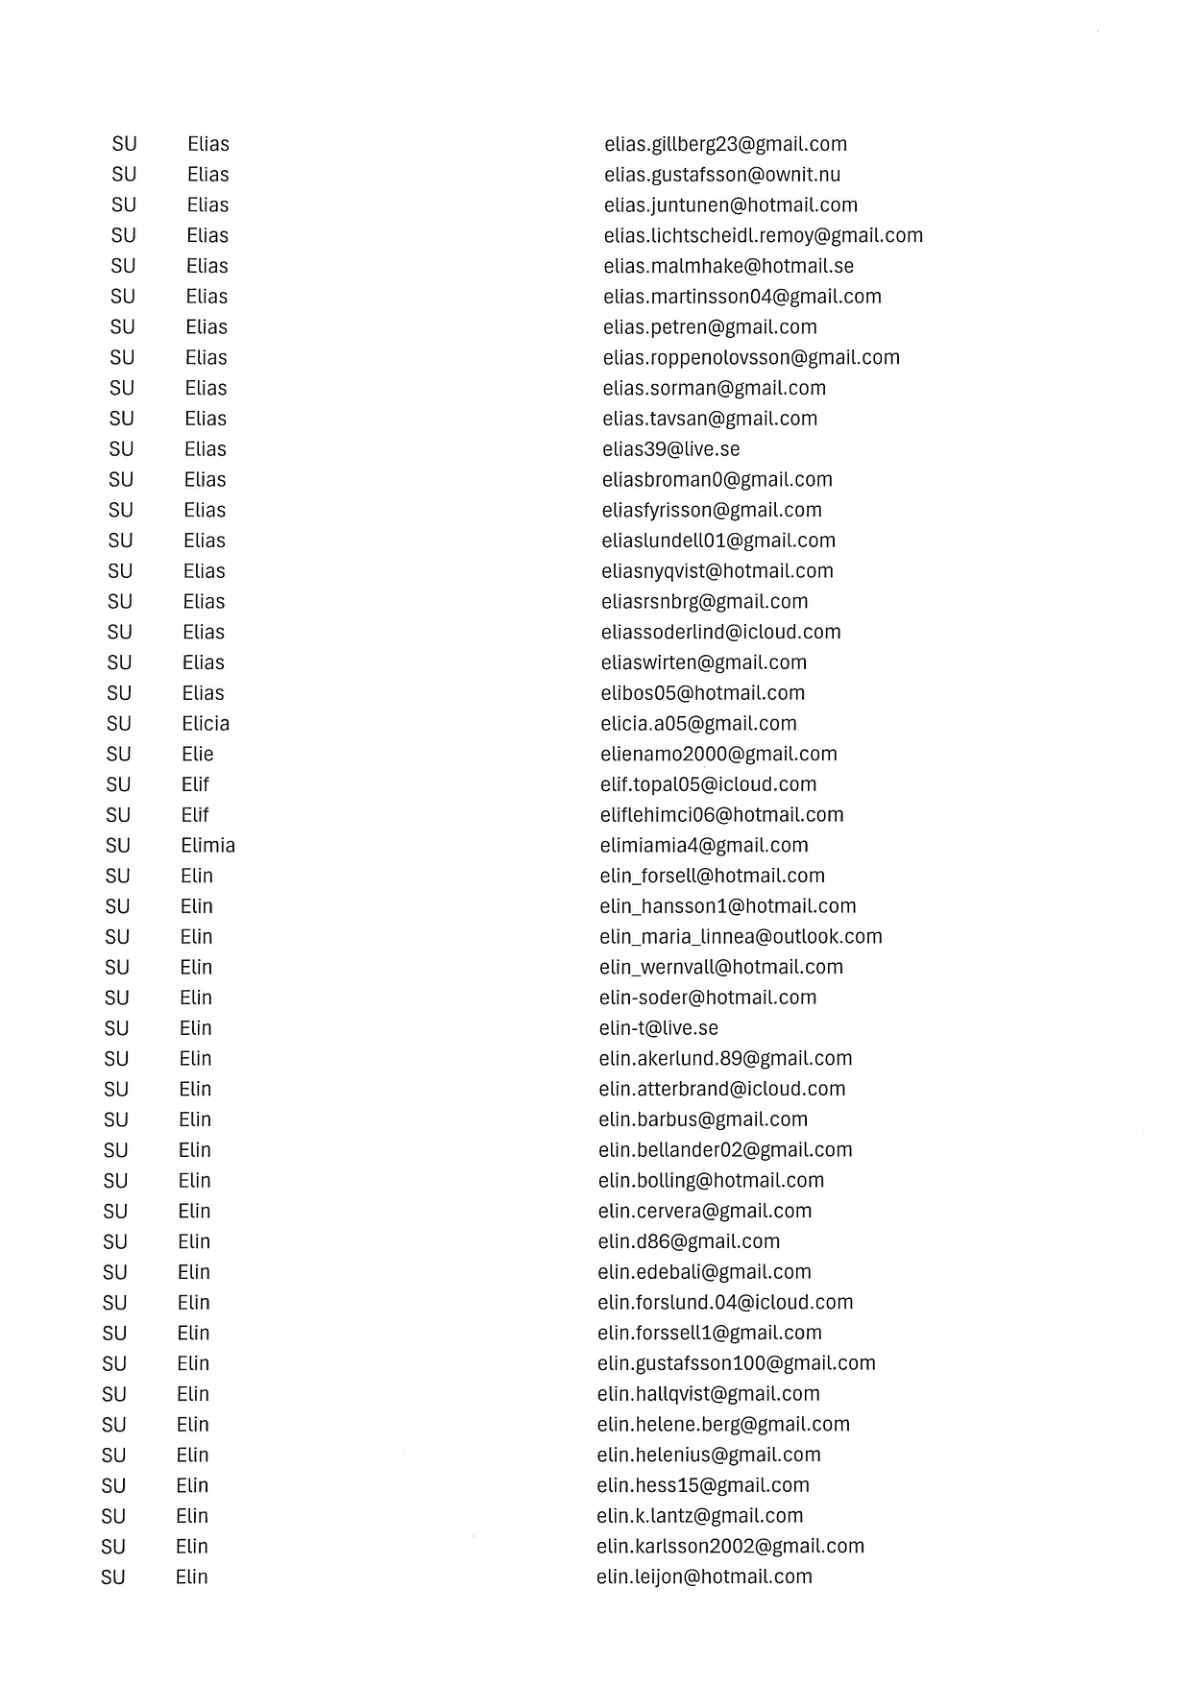 SU Elias elias.gillberg23@gmail.com
SU Elias elias.gustafsson@ownit.nu
SU Elias elias.juntunen@hotmail.com
SU Elias elias.lichtscheidl.remoy@gmail.com
SU Elias elias.malmhake@hotmail.se
SU Elias elias.martinsson04@gmail.com
SU Elias elias.petren@gmail.com
SU Elias elias.roppenolovsson@gmail.com
SU Elias elias.sorman@gmail.com
SU Elias elias.tavsan@gmail.com
SU Elias elias39@live.se
SU Elias eliasbroman0@gmail.com
SU Elias eliasfyrisson@gmail.com
SU Elias eliaslundell01@gmail.com
SU Elias eliasnyqvist@hotmail.com
SU Elias eliasrsnbrg@gmail.com
SU Elias eliassoderlind@icloud.com
SU Elias eliaswirten@gmail.com
SU Elias elibos05@hotmail.com
SU Elicia elicia.a05@gmail.com
SU Elie elienamo2000@gmail.com
SU Elif elif.topal05@icloud.com
SU Elif eliflehimci06@hotmail.com
SU Elimia elimiamia4@gmail.com
SU Elin elin_forsell@hotmail.com
SU Elin elin_hansson1@hotmail.com
SU Elin elin_maria_linnea@outlook.com
SU Elin elin_wernvall@hotmail.com
SU Elin elin-soder@hotmail.com
SU Elin elin-t@live.se
SU Elin elin.akerlund.89@gmail.com
SU Elin elin.atterbrand@icloud.com
SU Elin elin.barbus@gmail.com
SU Elin elin.bellander02@gmail.com
SU Elin elin.bolling@hotmail.com
SU Elin elin.cervera@gmail.com
SU Elin elin.d86@gmail.com
SU Elin elin.edebali@gmail.com
SU Elin elin.forslund.04@icloud.com
SU Elin elin.forssell1@gmail.com
SU Elin elin.gustafsson100@gmail.com
SU Elin elin.hallqvist@gmail.com
SU Elin elin.helene.berg@gmail.com
SU Elin elin.helenius@gmail.com
SU Elin elin.hess15@gmail.com
SU Elin elin.k.lantz@gmail.com
SU Elin elin.karlsson2002@gmail.com
SU Elin elin.leijon@hotmail.com